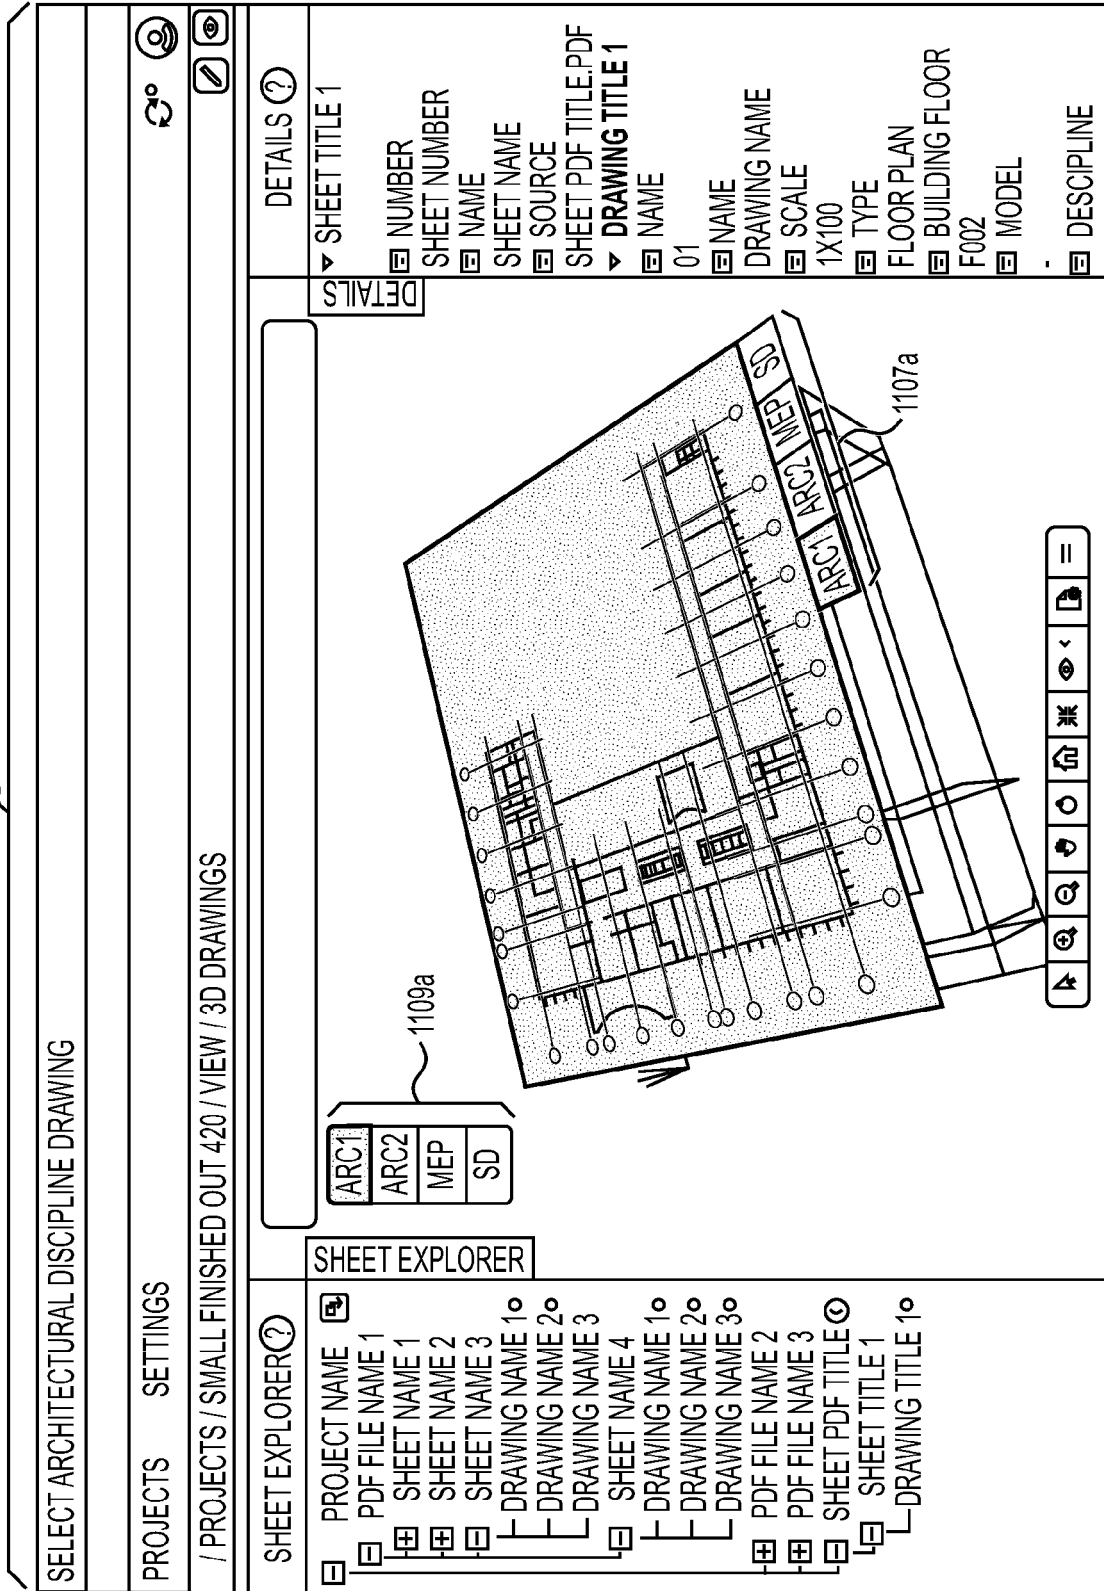 SELECT ARCHITECTURAL DISCIPLINE DRAWING
PROJECTS SETTINGS
/ PROJECTS / SMALL FINISHED OUT 420 / VIEW / 3D DRAWINGS
SHEET EXPLORER ?
PROJECT NAME
PDF FILE NAME 1
SHEET NAME 1
SHEET NAME 2
SHEET NAME 3
DRAWING NAME 1
DRAWING NAME 2
DRAWING NAME 3
SHEET NAME 4
DRAWING NAME 1
DRAWING NAME 2
DRAWING NAME 3
PDF FILE NAME 2
PDF FILE NAME 3
SHEET PDF TITLE
SHEET TITLE 1
DRAWING TITLE 1
SHEET EXPLORER
ARC1
ARC2
MEP
SD
1109a
ARC1 ARC2 MEP SD
1107a
DETAILS
DETAILS ?
SHEET TITLE 1
NUMBER
SHEET NUMBER
NAME
SHEET NAME
SOURCE
SHEET PDF TITLE.PDF
DRAWING TITLE 1
NAME
01
NAME
DRAWING NAME
SCALE
1X100
TYPE
FLOOR PLAN
BUILDING FLOOR
F002
MODEL
-
DESCIPLINE